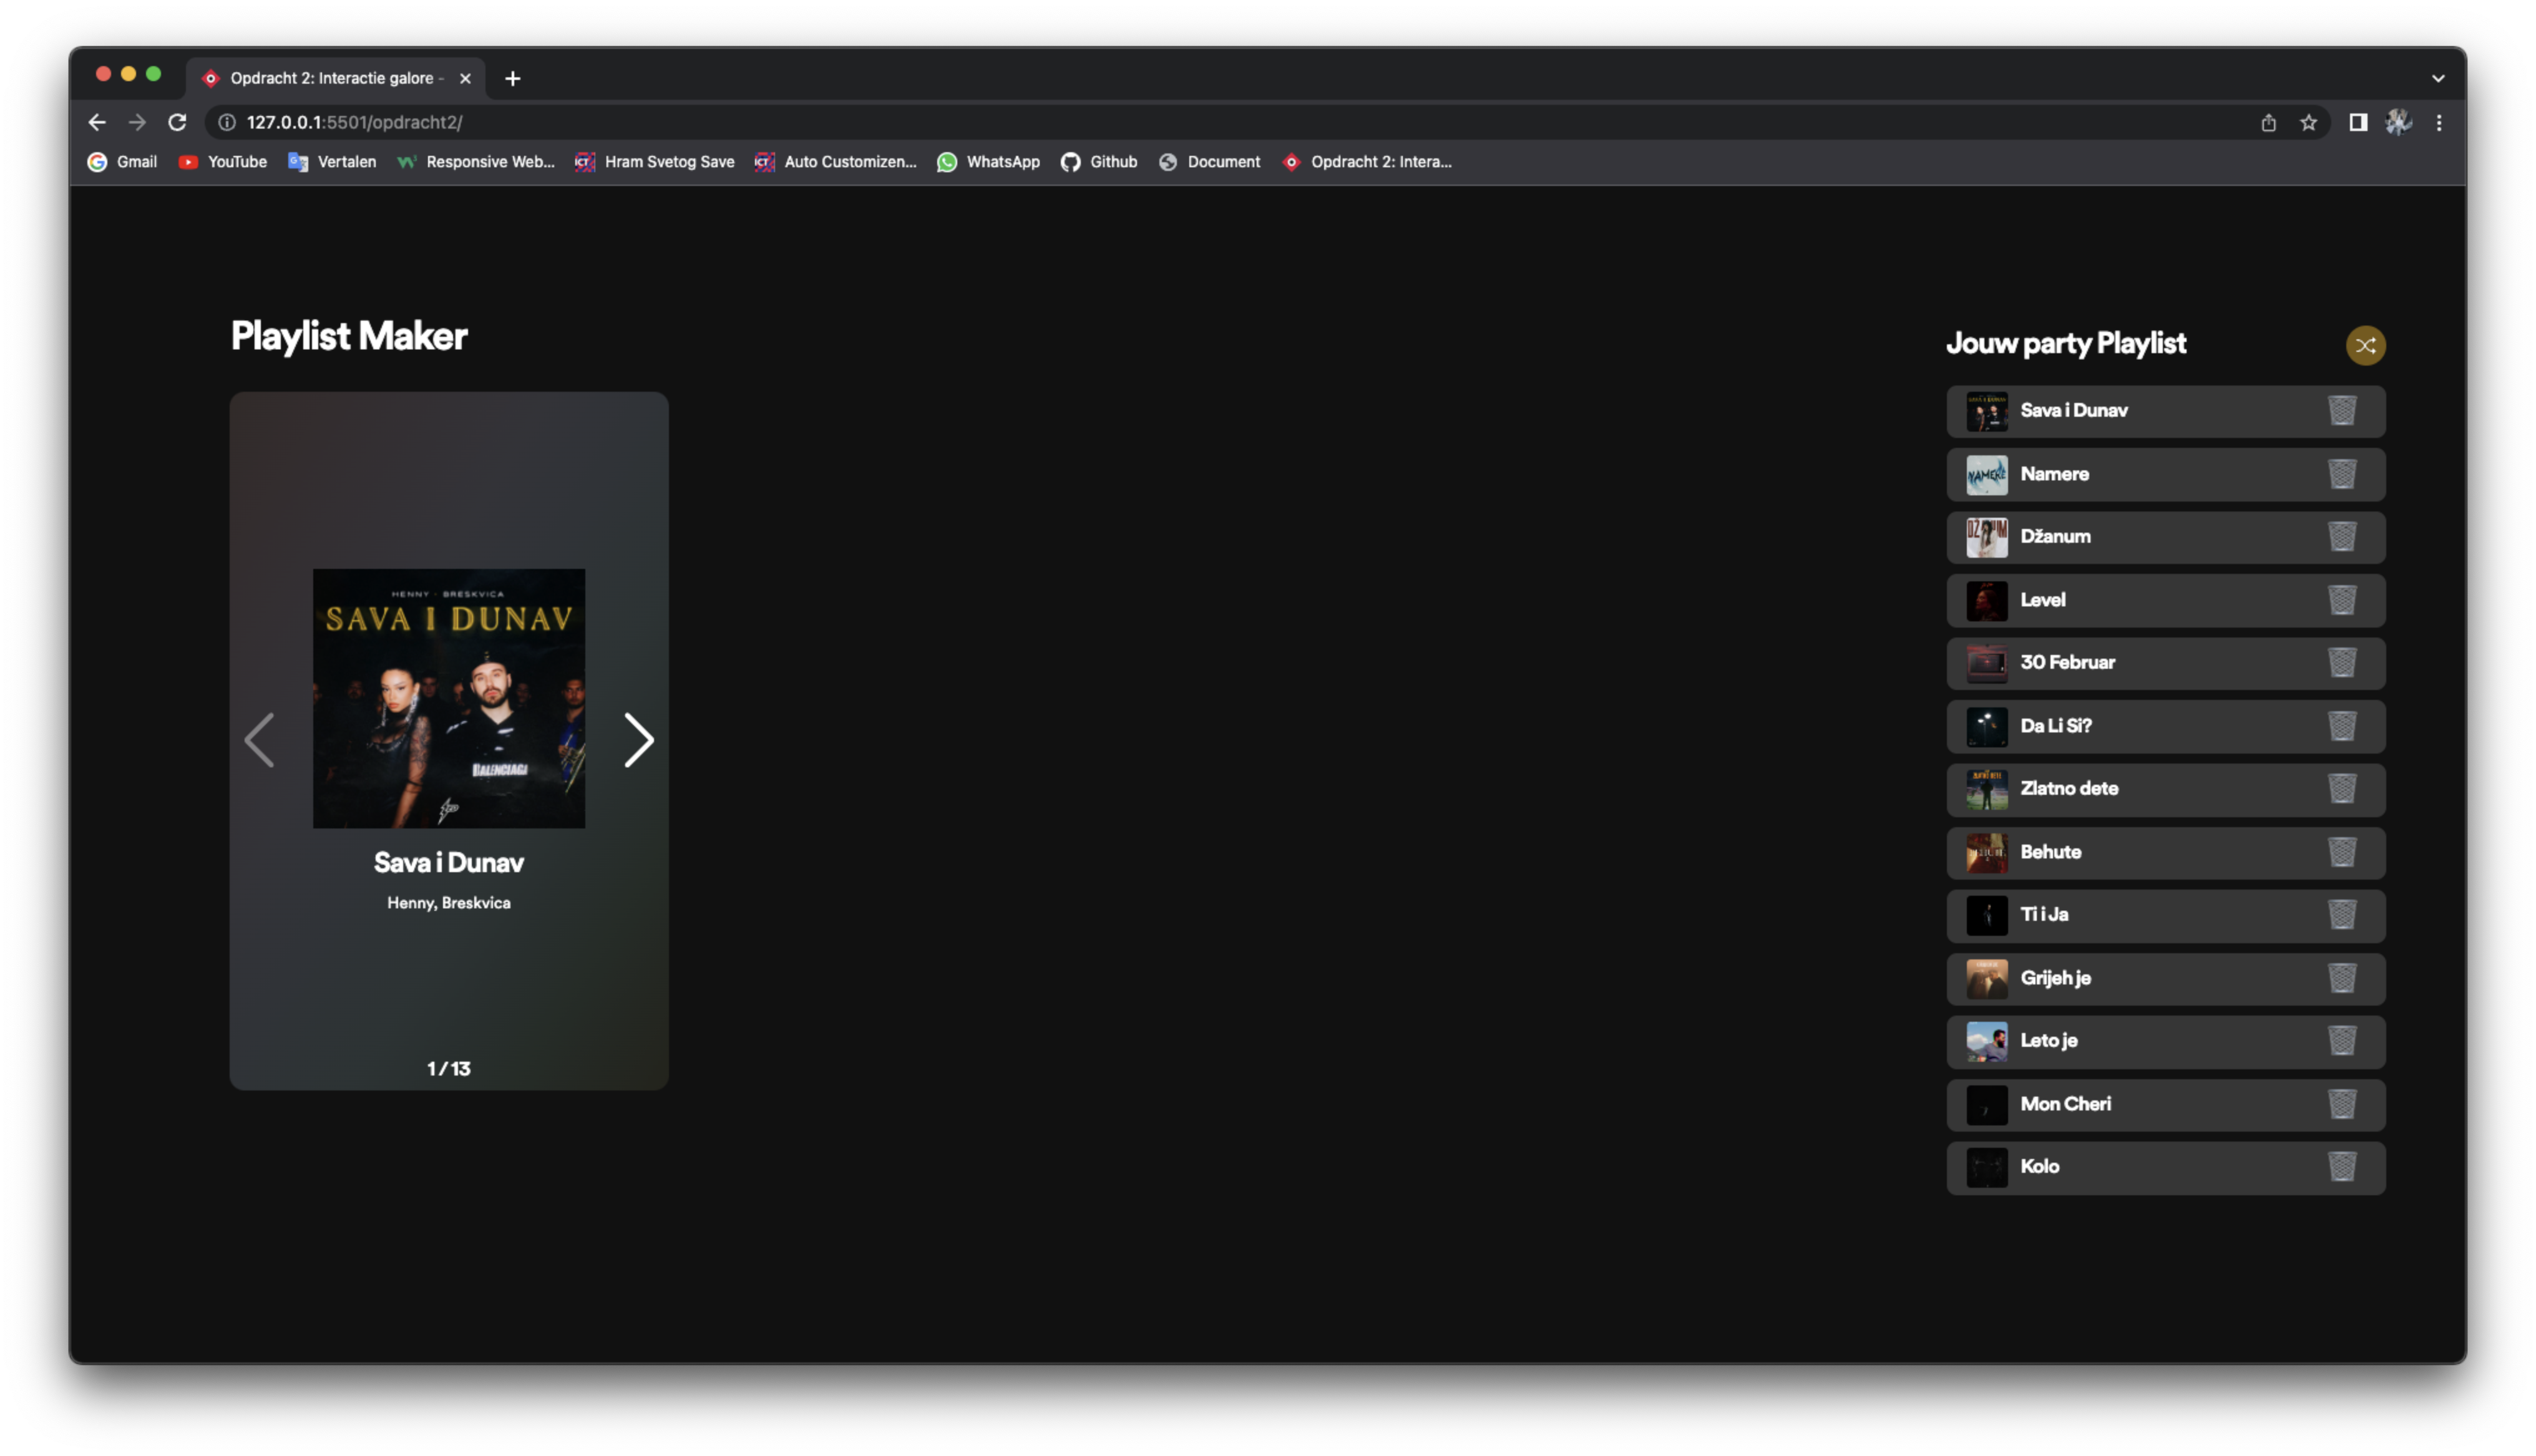 Opdracht 2: Interactie galore -
127.0.0.1:5501/opdracht2/
Gmail
YouTube
Vertalen
Responsive Web...
Hram Svetog Save
Auto Customizen...
WhatsApp
Github
Document
Opdracht 2: Intera...
Playlist Maker
HENNY · BRESKVICA
SAVA I DUNAV
BALENCIAGA
Sava i Dunav
Henny, Breskvica
1 / 13
Jouw party Playlist
Sava i Dunav
NAMERE
Namere
Džanum
Level
30 Februar
Da Li Si?
Zlatno dete
Behute
Ti i Ja
Grijeh je
Leto je
Mon Cheri
Kolo